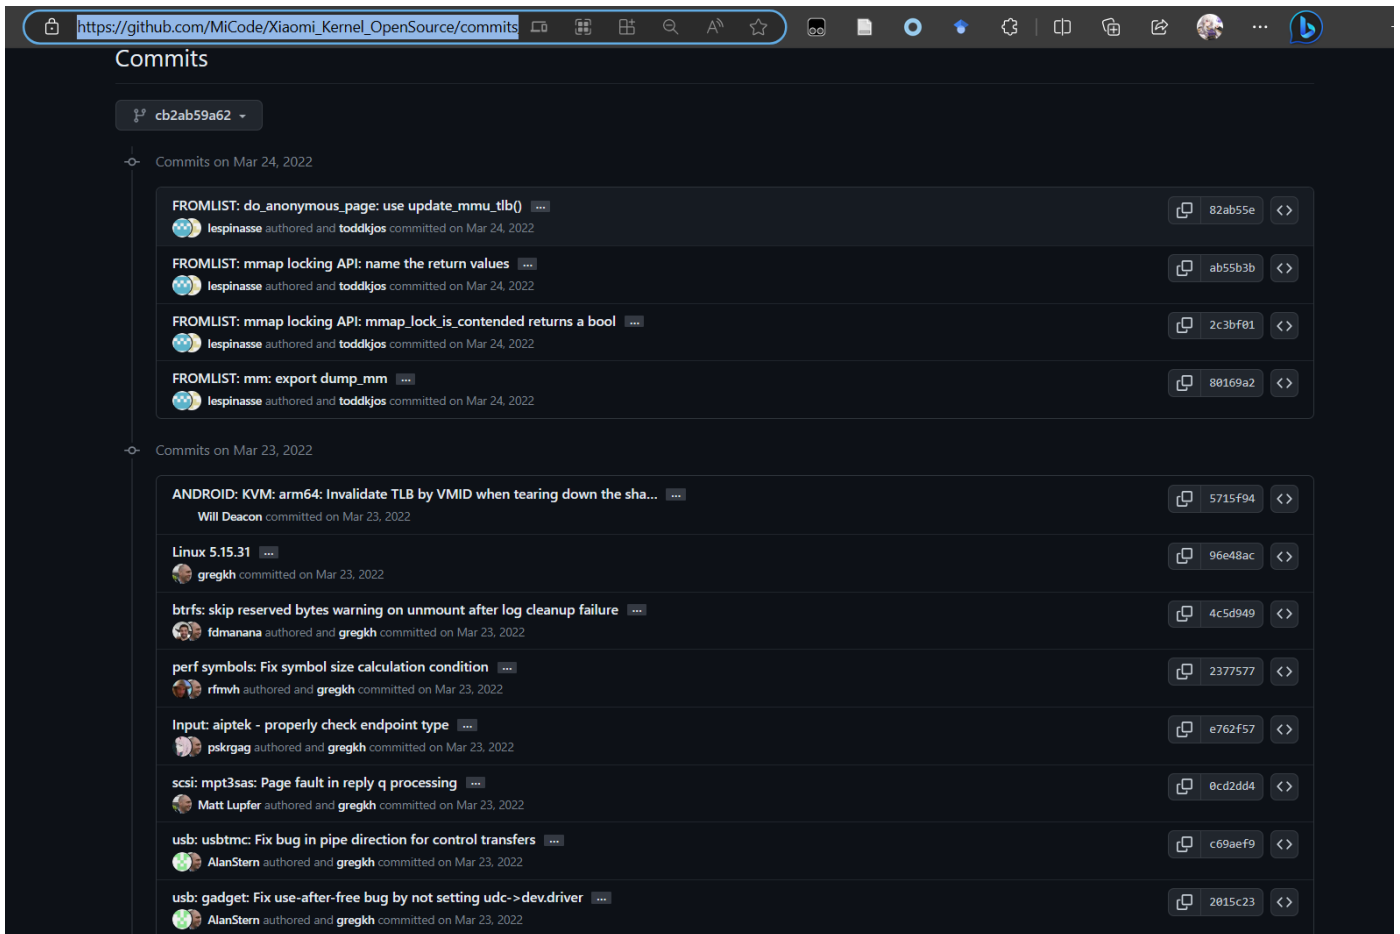 https://github.com/MiCode/Xiaomi_Kernel_OpenSource/commits
Commits
cb2ab59a62
Commits on Mar 24, 2022
FROMLIST: do_anonymous_page: use update_mmu_tlb() ...
82ab55e
lespinasse authored and toddkjos committed on Mar 24, 2022
FROMLIST: mmap locking API: name the return values ...
ab55b3b
lespinasse authored and toddkjos committed on Mar 24, 2022
FROMLIST: mmap locking API: mmap_lock_is_contended returns a bool ...
2c3bf01
lespinasse authored and toddkjos committed on Mar 24, 2022
FROMLIST: mm: export dump_mm ...
80169a2
lespinasse authored and toddkjos committed on Mar 24, 2022
Commits on Mar 23, 2022
ANDROID: KVM: arm64: Invalidate TLB by VMID when tearing down the sha... ...
5715f94
Will Deacon committed on Mar 23, 2022
Linux 5.15.31 ...
96e48ac
gregkh committed on Mar 23, 2022
btrfs: skip reserved bytes warning on unmount after log cleanup failure ...
4c5d949
fdmanana authored and gregkh committed on Mar 23, 2022
perf symbols: Fix symbol size calculation condition ...
2377577
rfmvh authored and gregkh committed on Mar 23, 2022
Input: aiptek - properly check endpoint type ...
e762f57
pskrgag authored and gregkh committed on Mar 23, 2022
scsi: mpt3sas: Page fault in reply q processing ...
0cd2dd4
Matt Lupfer authored and gregkh committed on Mar 23, 2022
usb: usbtmc: Fix bug in pipe direction for control transfers ...
c69aef9
AlanStern authored and gregkh committed on Mar 23, 2022
usb: gadget: Fix use-after-free bug by not setting udc->dev.driver ...
2015c23
AlanStern authored and gregkh committed on Mar 23, 2022